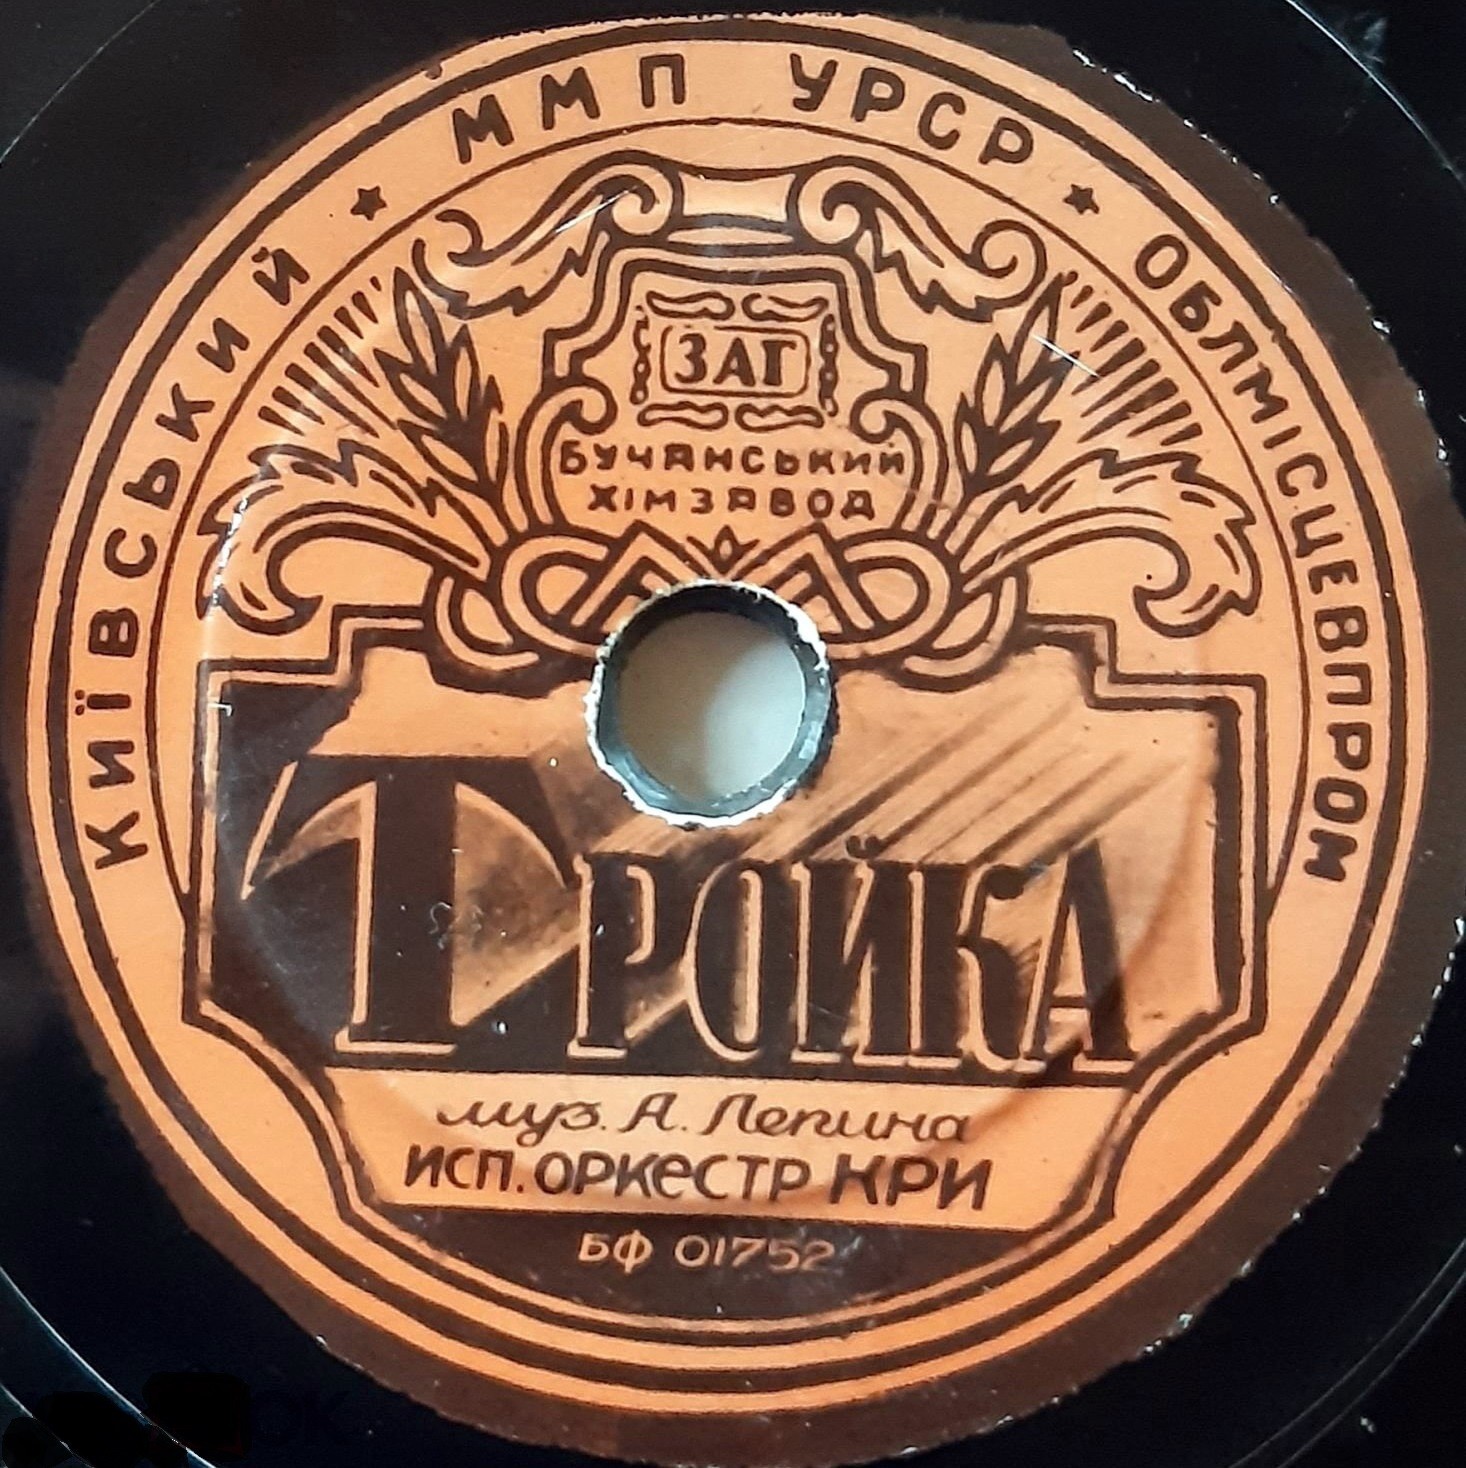 КИЇВСЬКИЙ ★ ММП УРСР ★ ОБЛМІСЦЕВПРОМ
ЗАГ
БУЧАНСЬКИЙ
ХІМЗАВОД
ТРОЙКА
муз. А. Лепина
ИСП. ОРКЕСТР КРИ
БФ 01752